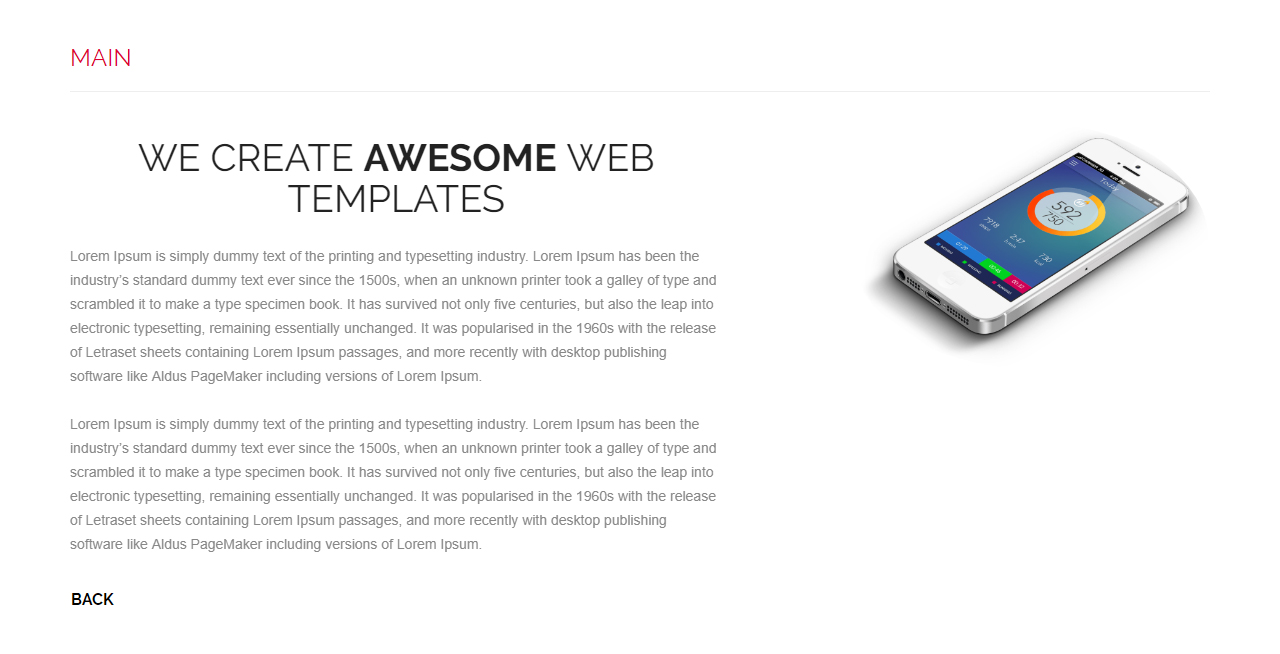 MAIN
WE CREATE AWESOME WEB
TEMPLATES
Lorem Ipsum is simply dummy text of the printing and typesetting industry. Lorem Ipsum has been the
industry’s standard dummy text ever since the 1500s, when an unknown printer took a galley of type and
scrambled it to make a type specimen book. It has survived not only five centuries, but also the leap into
electronic typesetting, remaining essentially unchanged. It was popularised in the 1960s with the release
of Letraset sheets containing Lorem Ipsum passages, and more recently with desktop publishing
software like Aldus PageMaker including versions of Lorem Ipsum.
Lorem Ipsum is simply dummy text of the printing and typesetting industry. Lorem Ipsum has been the
industry’s standard dummy text ever since the 1500s, when an unknown printer took a galley of type and
scrambled it to make a type specimen book. It has survived not only five centuries, but also the leap into
electronic typesetting, remaining essentially unchanged. It was popularised in the 1960s with the release
of Letraset sheets containing Lorem Ipsum passages, and more recently with desktop publishing
software like Aldus PageMaker including versions of Lorem Ipsum.
BACK
Today
592
750
7918
2:47
730
kcal